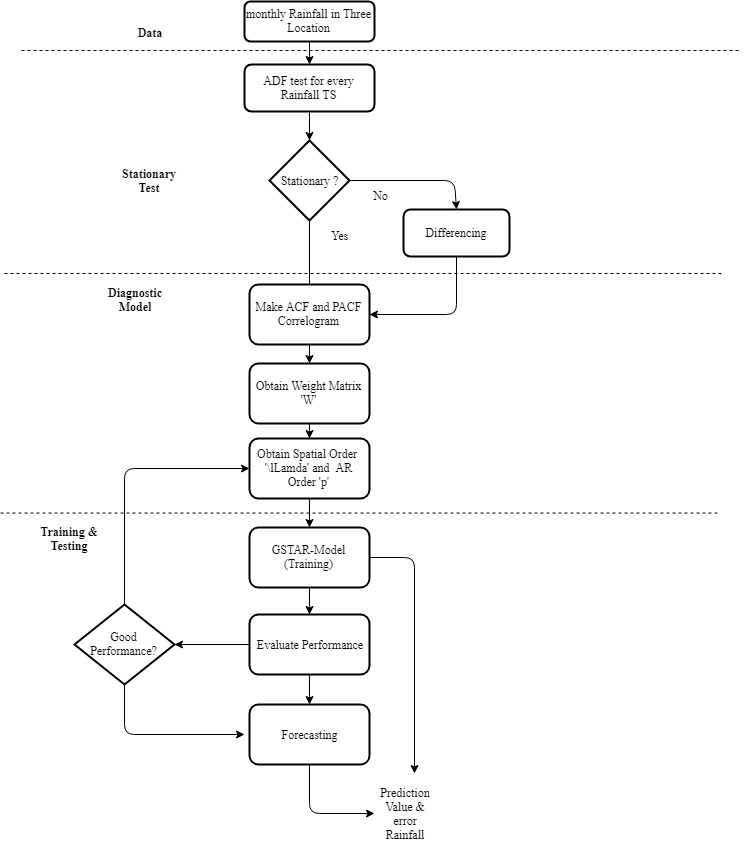 monthly Rainfall in Three
Location
Data
ADF test for every
Rainfall TS
Stationary
Test
Stationary ?
No
Differencing
Yes
Diagnostic
Model
Make ACF and PACF
Correlogram
Obtain Weight Matrix
'W'
Obtain Spatial Order
'\lLamda' and AR
Order 'p'
Training &
Testing
GSTAR-Model
(Training)
Good
Performance?
Evaluate Performance
Forecasting
Prediction
Value &
error
Rainfall